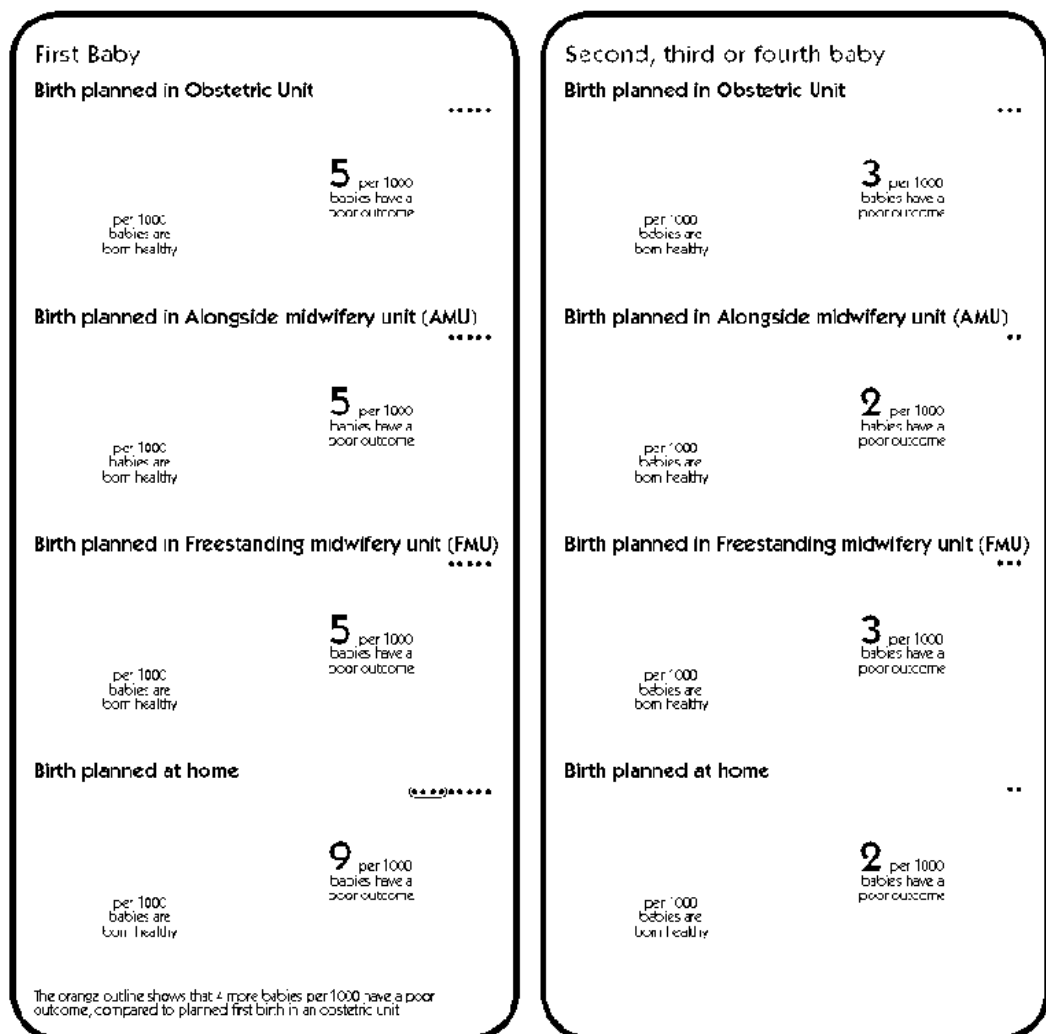 First Baby
Birth planned in Obstetric Unit
5 per 1000
babies have a
poor outcome
per 1000
babies are
born healthy
Birth planned in Alongside midwifery unit (AMU)
5 per 1000
babies have a
poor outcome
per 1000
babies are
born healthy
Birth planned in Freestanding midwifery unit (FMU)
5 per 1000
babies have a
poor outcome
per 1000
babies are
born healthy
Birth planned at home
9 per 1000
babies have a
poor outcome
per 1000
babies are
born healthy
The orange outline shows that 4 more babies per 1000 have a poor
outcome, compared to planned first birth in an obstetric unit
Second, third or fourth baby
Birth planned in Obstetric Unit
3 per 1000
babies have a
poor outcome
per 1000
babies are
born healthy
Birth planned in Alongside midwifery unit (AMU)
2 per 1000
babies have a
poor outcome
per 1000
babies are
born healthy
Birth planned in Freestanding midwifery unit (FMU)
3 per 1000
babies have a
poor outcome
per 1000
babies are
born healthy
Birth planned at home
2 per 1000
babies have a
poor outcome
per 1000
babies are
born healthy